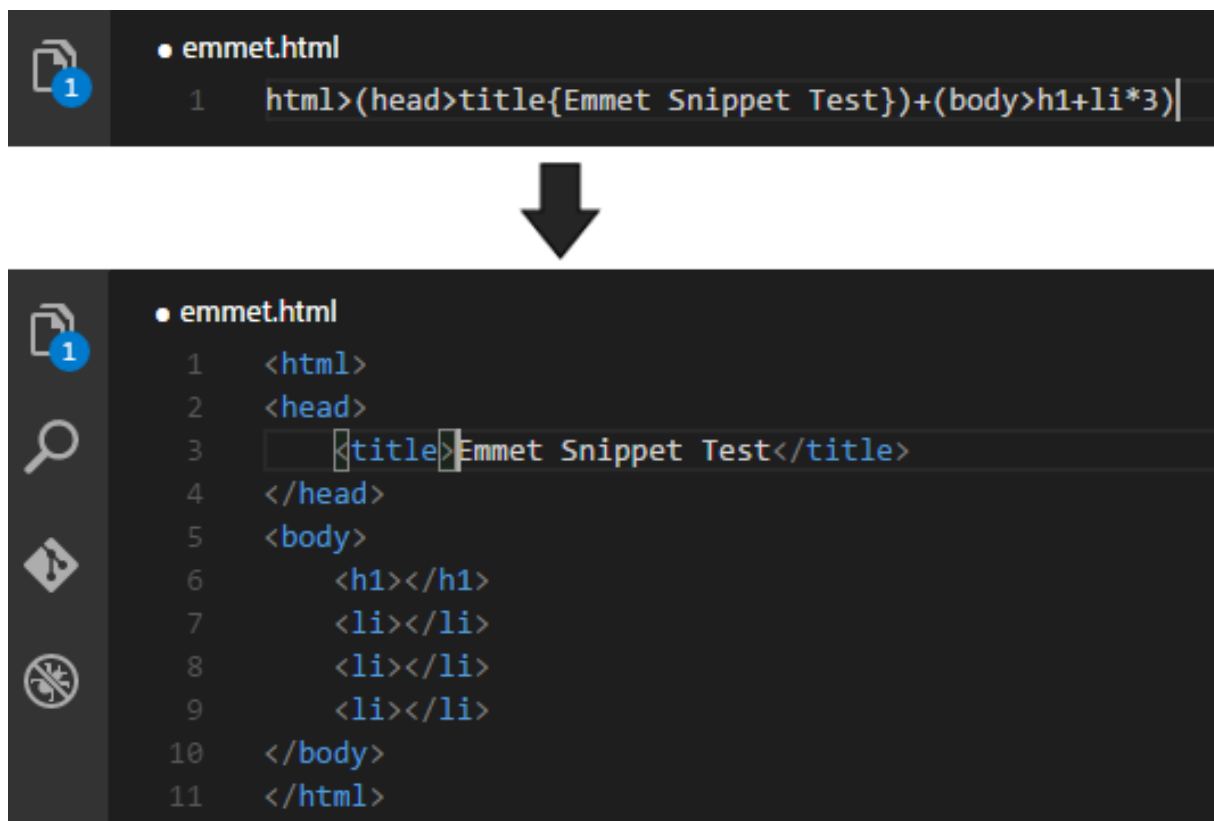 emmet.html
1
1 html>(head>title{Emmet Snippet Test})+(body>h1+li*3)
emmet.html
1
1 <html>
2 <head>
3 <title>Emmet Snippet Test</title>
4 </head>
5 <body>
6 <h1></h1>
7 <li></li>
8 <li></li>
9 <li></li>
10 </body>
11 </html>